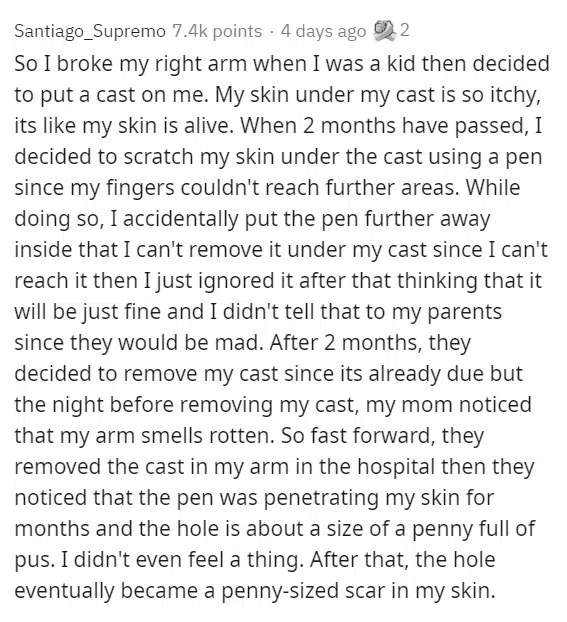 Santiago_Supremo 7.4k points · 4 days ago 2
So I broke my right arm when I was a kid then decided
to put a cast on me. My skin under my cast is so itchy,
its like my skin is alive. When 2 months have passed, I
decided to scratch my skin under the cast using a pen
since my fingers couldn't reach further areas. While
doing so, I accidentally put the pen further away
inside that I can't remove it under my cast since I can't
reach it then I just ignored it after that thinking that it
will be just fine and I didn't tell that to my parents
since they would be mad. After 2 months, they
decided to remove my cast since its already due but
the night before removing my cast, my mom noticed
that my arm smells rotten. So fast forward, they
removed the cast in my arm in the hospital then they
noticed that the pen was penetrating my skin for
months and the hole is about a size of a penny full of
pus. I didn't even feel a thing. After that, the hole
eventually became a penny-sized scar in my skin.